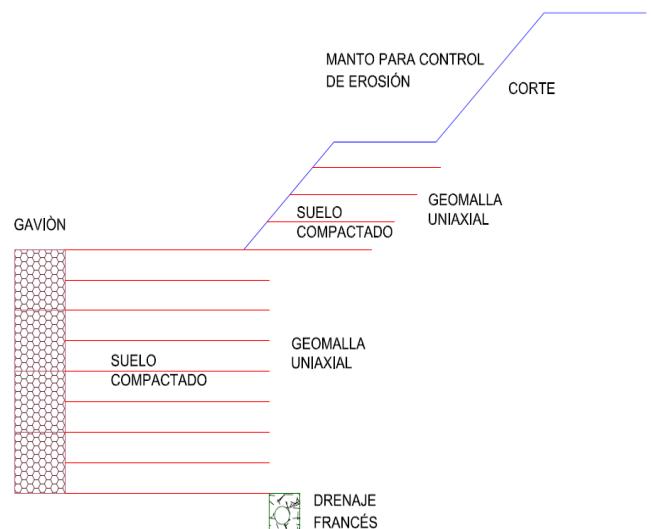 MANTO PARA CONTROL
DE EROSIÓN
CORTE
GEOMALLA
UNIAXIAL
SUELO
COMPACTADO
GAVIÒN
GEOMALLA
UNIAXIAL
SUELO
COMPACTADO
DRENAJE
FRANCÉS